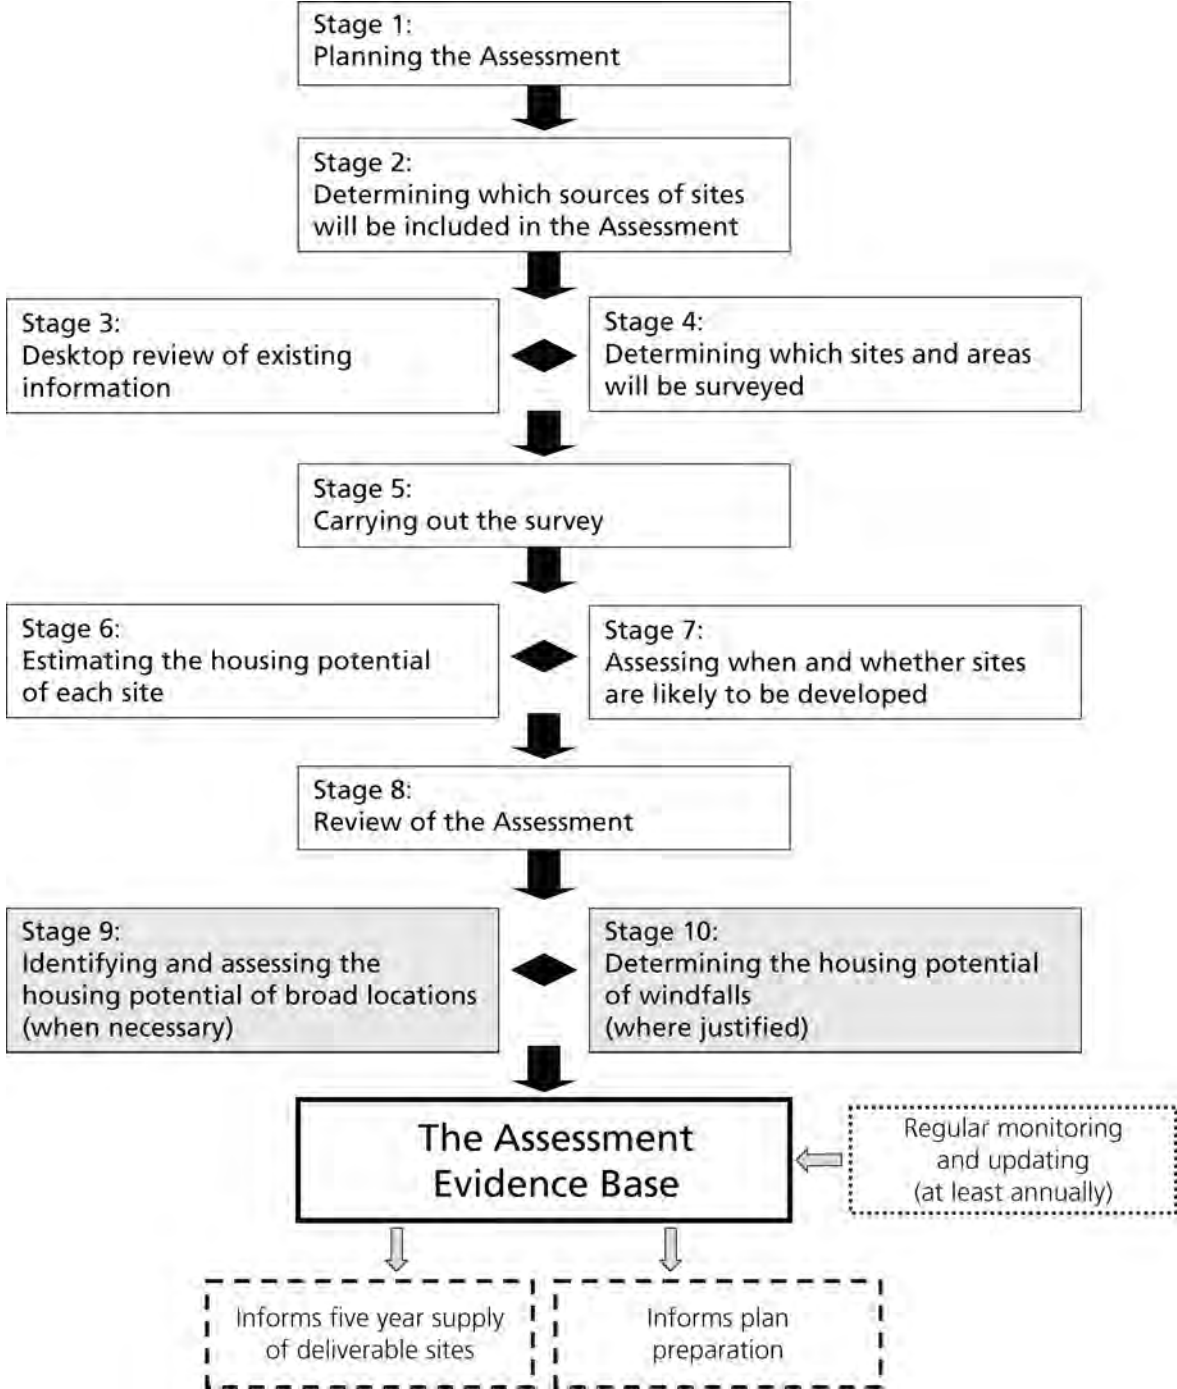 Stage 1:
Planning the Assessment
Stage 2:
Determining which sources of sites
will be included in the Assessment
Stage 3:
Desktop review of existing
information
Stage 4:
Determining which sites and areas
will be surveyed
Stage 5:
Carrying out the survey
Stage 6:
Estimating the housing potential
of each site
Stage 7:
Assessing when and whether sites
are likely to be developed
Stage 8:
Review of the Assessment
Stage 9:
Identifying and assessing the
housing potential of broad locations
(when necessary)
Stage 10:
Determining the housing potential
of windfalls
(where justified)
The Assessment
Evidence Base
Regular monitoring
and updating
(at least annually)
Informs five year supply
of deliverable sites
Informs plan
preparation